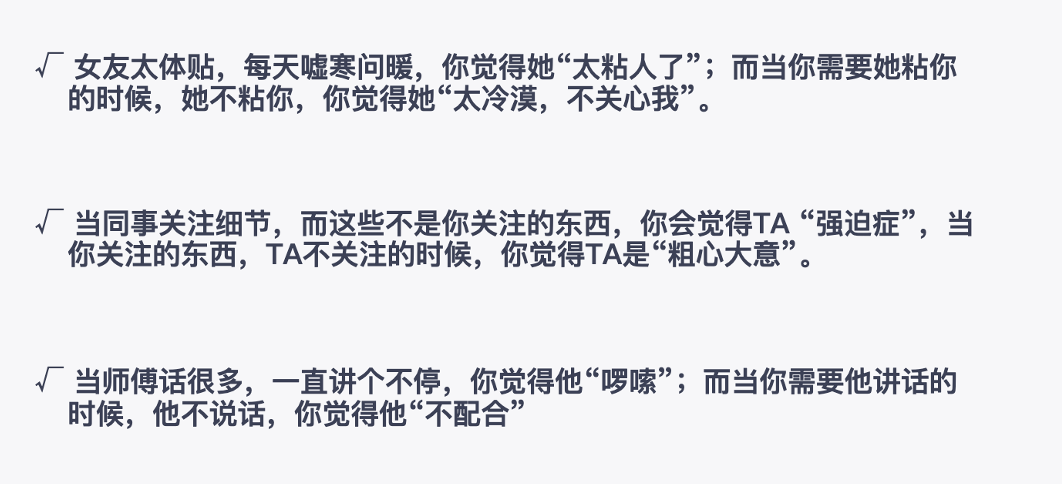 √ 女友太体贴，每天嘘寒问暖，你觉得她“太粘人了”；而当你需要她粘你
的时候，她不粘你，你觉得她“太冷漠，不关心我”。
√ 当同事关注细节，而这些不是你关注的东西，你会觉得TA “强迫症”，当
你关注的东西，TA不关注的时候，你觉得TA是“粗心大意”。
√ 当师傅话很多，一直讲个不停，你觉得他“啰嗦”；而当你需要他讲话的
时候，他不说话，你觉得他“不配合”